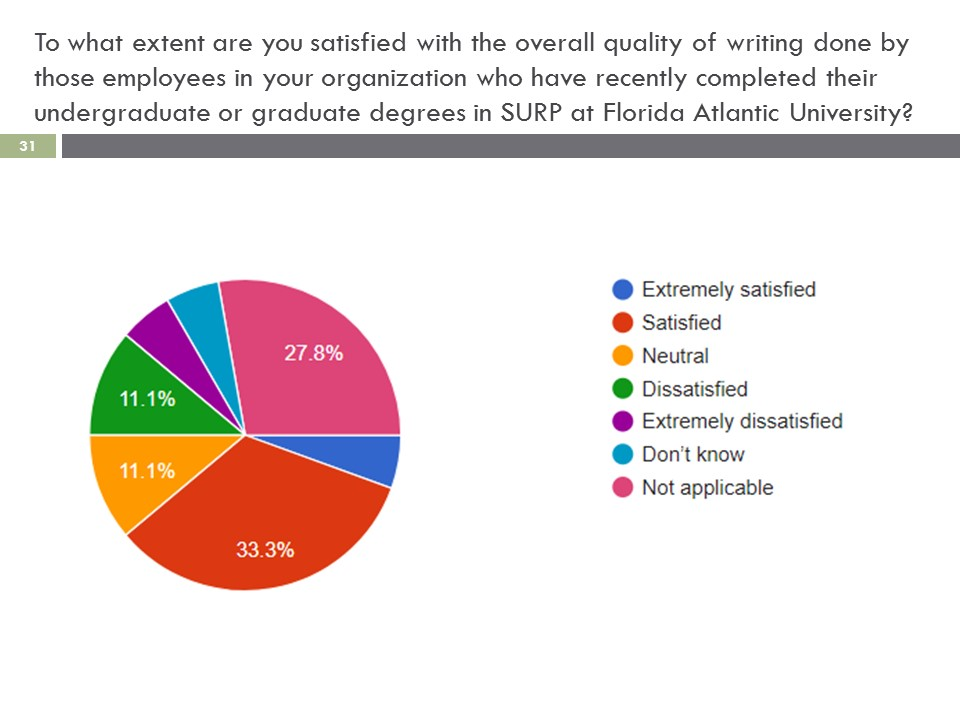 To what extent are you satisfied with the overall quality of writing done by
those employees in your organization who have recently completed their
undergraduate or graduate degrees in SURP at Florida Atlantic University?
31
27.8%
11.1%
11.1%
33.3%
Extremely satisfied
Satisfied
Neutral
Dissatisfied
Extremely dissatisfied
Don't know
Not applicable